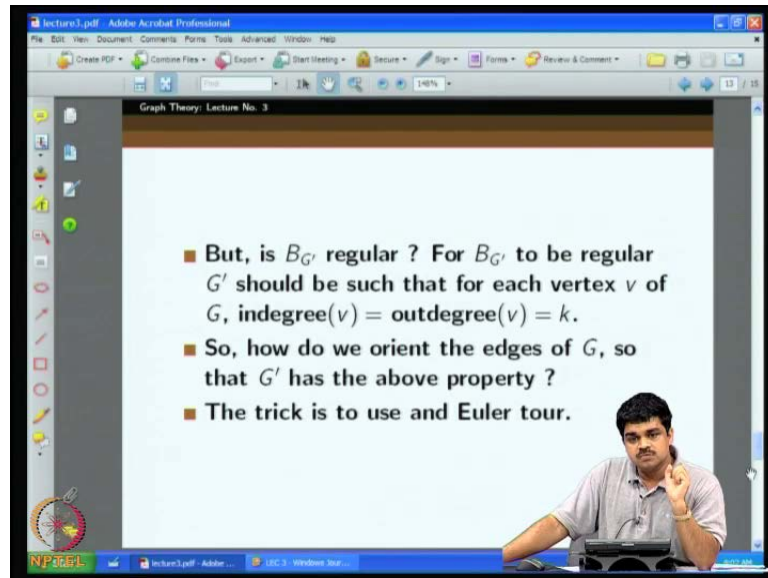 lecture3.pdf - Adobe Acrobat Professional
File Edit View Document Comments Forms Tools Advanced Window Help
Create PDF Combine Files Export Start Meeting Secure Sign Forms Review & Comment
Find 148% 13 / 15
Graph Theory: Lecture No. 3
But, is B_{G'} regular ? For B_{G'} to be regular
G' should be such that for each vertex v of
G, indegree(v) = outdegree(v) = k.
So, how do we orient the edges of G, so
that G' has the above property ?
The trick is to use and Euler tour.
NPTEL lecture3.pdf - Adobe ... LEC 3 - Windows Jour...